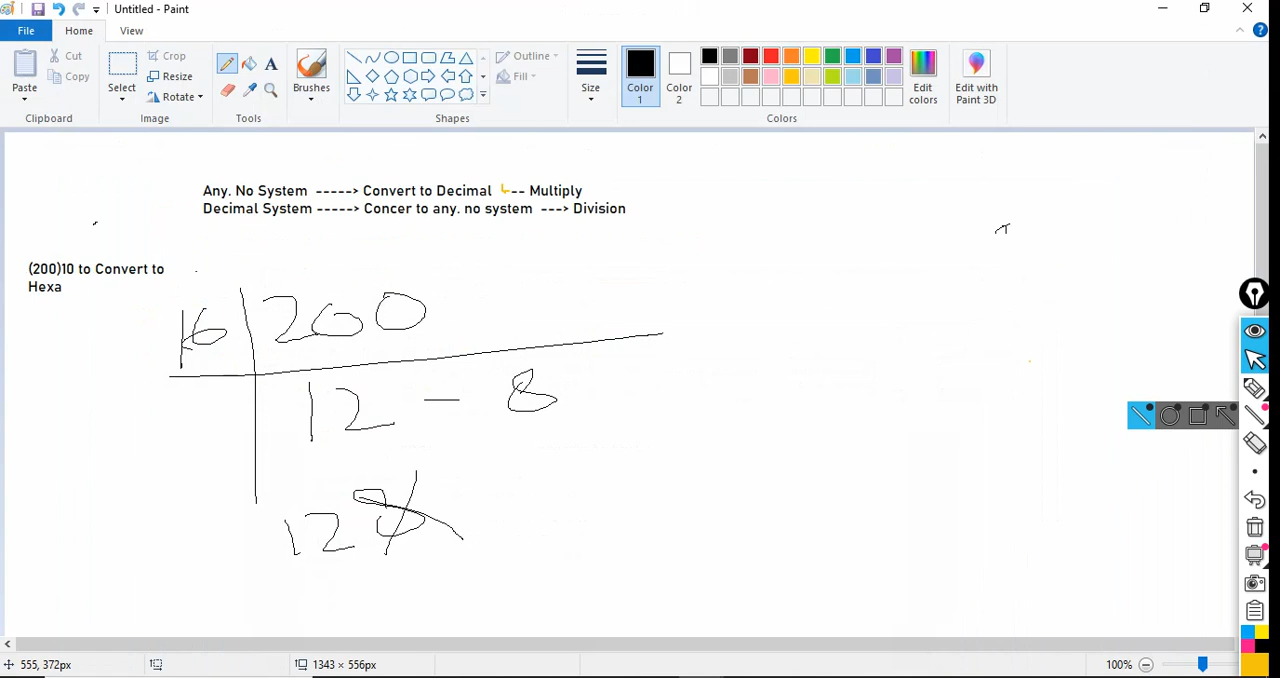 Untitled - Paint
File Home View
Paste
Cut
Copy
Clipboard
Select
Crop
Resize
Rotate
Image
A
Tools
Brushes
Shapes
Outline
Fill
Size
Color 1
Color 2
Edit colors
Edit with Paint 3D
Colors
Any. No System -----> Convert to Decimal -- Multiply
Decimal System -----> Concer to any. no system ---> Division
(200)10 to Convert to
Hexa
16 200
12 - 8
12
555, 372px
1343 × 556px
100%